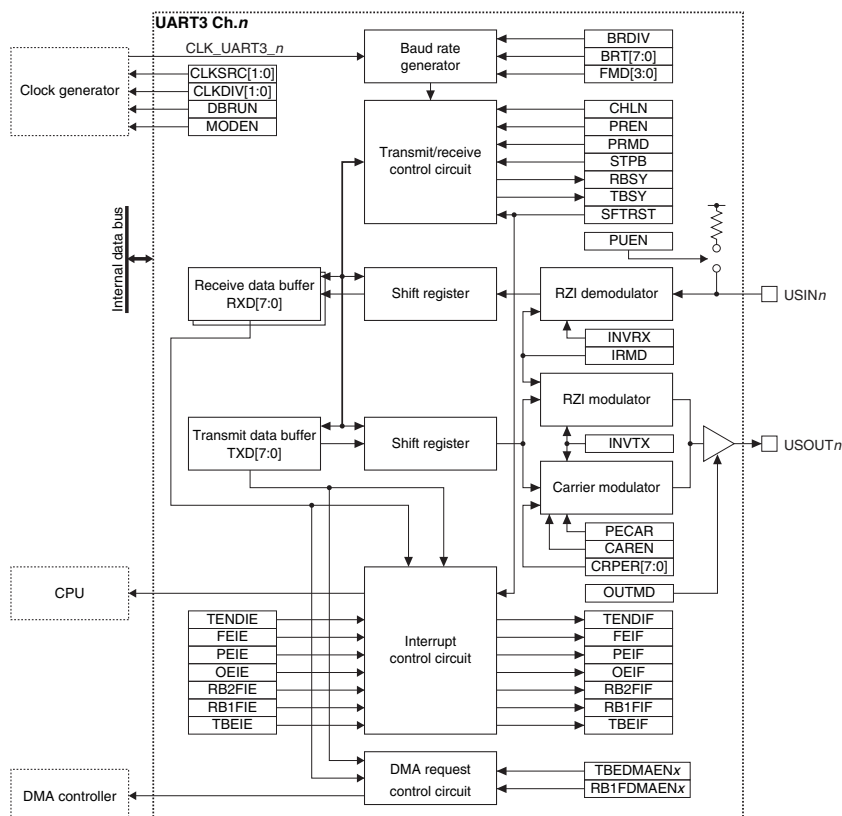 UART3 Ch.n
CLK_UART3_n
Clock generator
CLKSRC[1:0]
CLKDIV[1:0]
DBRUN
MODEN
Baud rate
generator
BRDIV
BRT[7:0]
FMD[3:0]
Transmit/receive
control circuit
CHLN
PREN
PRMD
STPB
RBSY
TBSY
SFTRST
PUEN
Internal data bus
Receive data buffer
RXD[7:0]
Shift register
RZI demodulator
USINn
INVRX
IRMD
RZI modulator
Transmit data buffer
TXD[7:0]
Shift register
INVTX
USOUTn
Carrier modulator
PECAR
CAREN
CRPER[7:0]
OUTMD
CPU
TENDIE
FEIE
PEIE
OEIE
RB2FIE
RB1FIE
TBEIE
Interrupt
control circuit
TENDIF
FEIF
PEIF
OEIF
RB2FIF
RB1FIF
TBEIF
DMA controller
DMA request
control circuit
TBEDMAENx
RB1FDMAENx